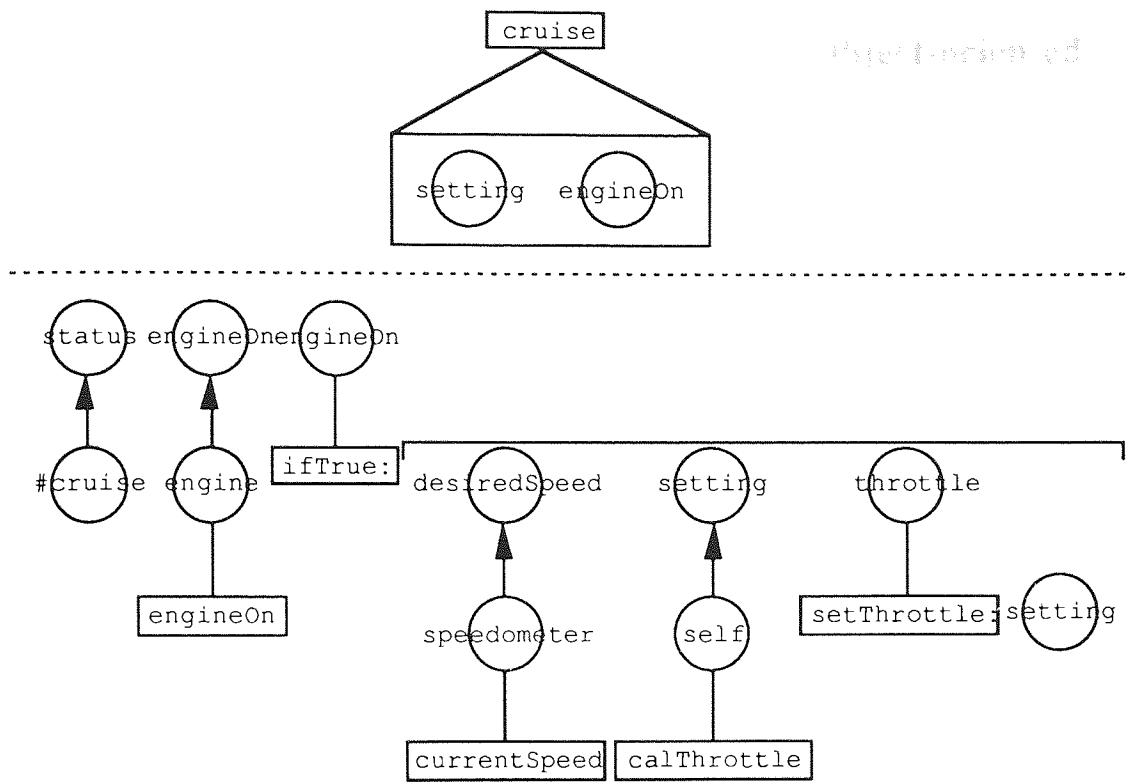 cruise
setting engineOn
status engineOn engineOn
#cruise engine ifTrue: desiredSpeed setting throttle
engineOn speedometer self setThrottle: setting
currentSpeed calThrottle